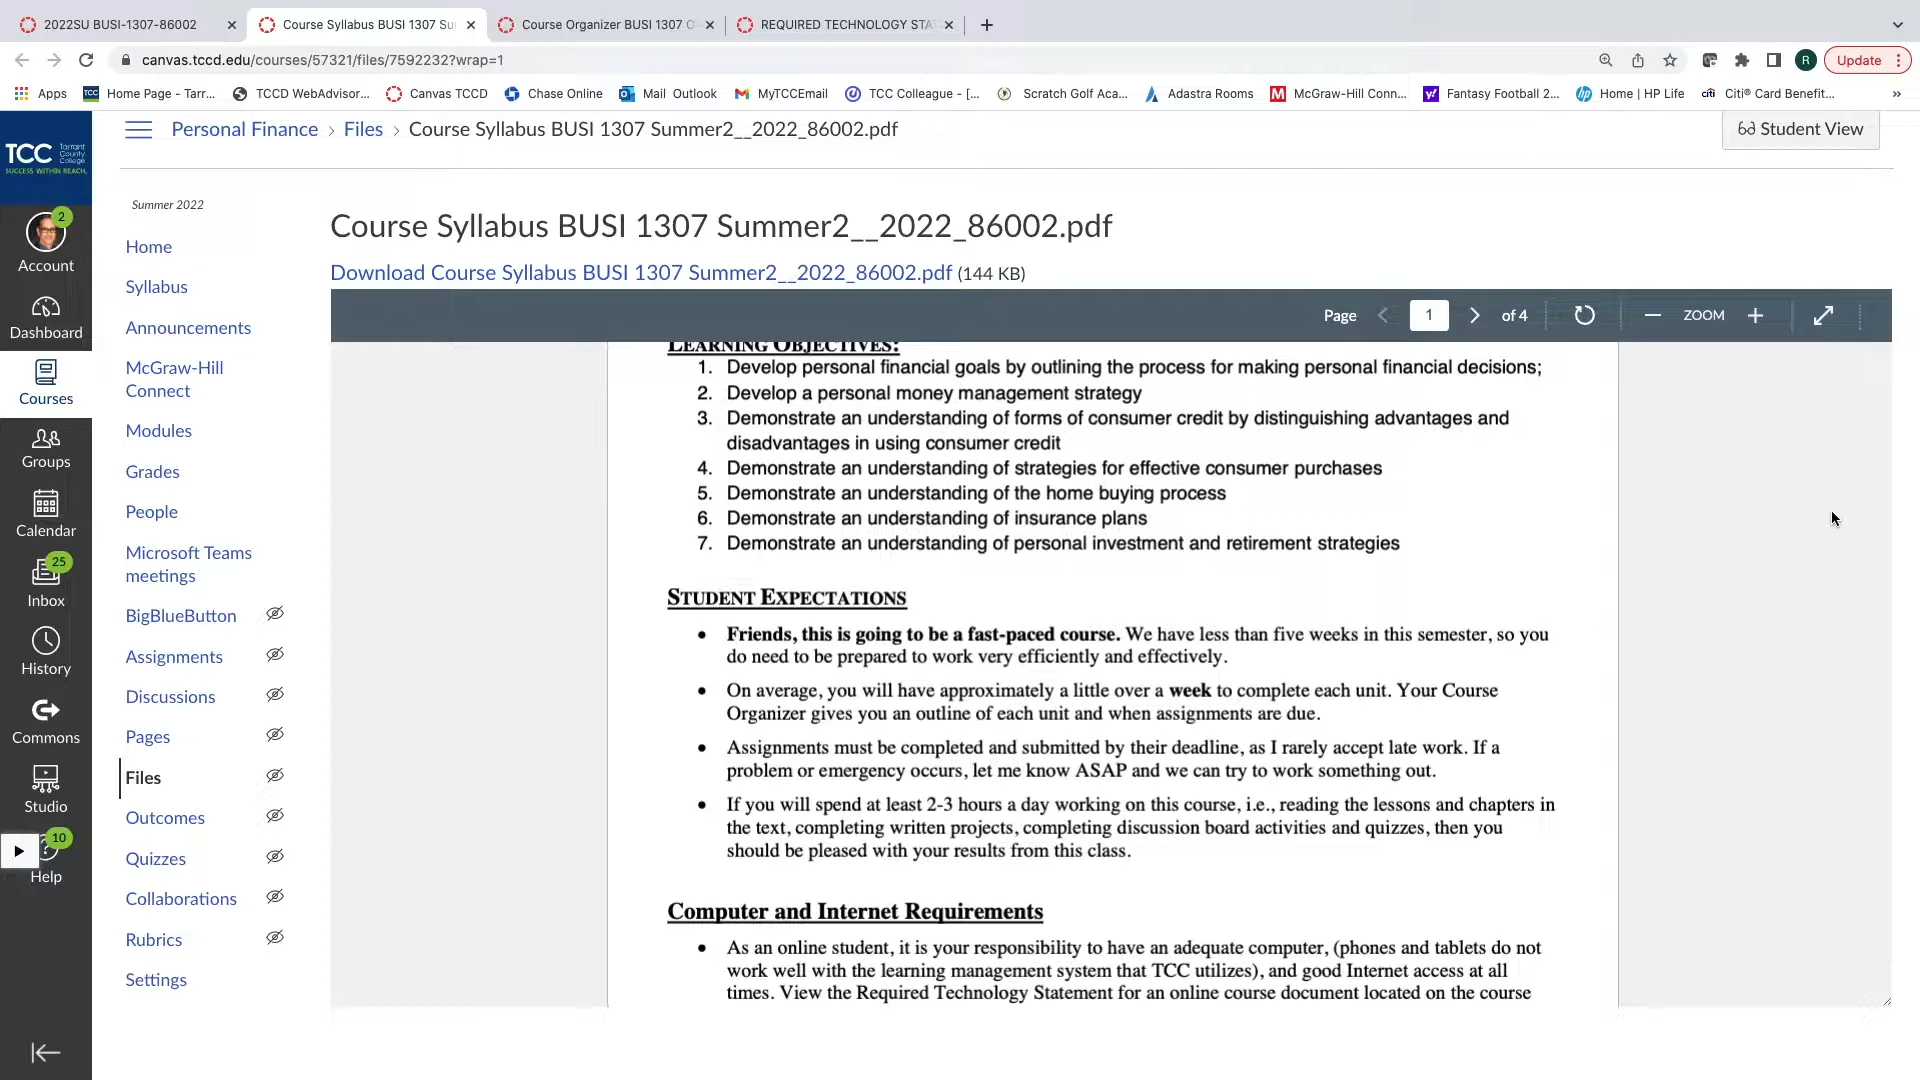 2022SU BUSI-1307-86002
Course Syllabus BUSI 1307 Su
Course Organizer BUSI 1307 O
REQUIRED TECHNOLOGY STA
canvas.tccd.edu/courses/57321/files/7592232?wrap=1
R
Update
Apps
Home Page - Tarr...
TCCD WebAdvisor...
Canvas TCCD
Chase Online
Mail Outlook
MyTCCEmail
TCC Colleague - [...
Scratch Golf Aca...
Adastra Rooms
McGraw-Hill Conn...
Fantasy Football 2...
Home | HP Life
Citi® Card Benefit...
»
TCC Tarrant County College
SUCCESS WITHIN REACH.
Personal Finance › Files › Course Syllabus BUSI 1307 Summer2__2022_86002.pdf
Student View
2
Account
Dashboard
Courses
Groups
Calendar
25
Inbox
History
Commons
Studio
10
Help
Summer 2022
Home
Syllabus
Announcements
McGraw-Hill
Connect
Modules
Grades
People
Microsoft Teams
meetings
BigBlueButton
Assignments
Discussions
Pages
Files
Outcomes
Quizzes
Collaborations
Rubrics
Settings
Course Syllabus BUSI 1307 Summer2__2022_86002.pdf
Download Course Syllabus BUSI 1307 Summer2__2022_86002.pdf (144 KB)
Page 1 of 4 ZOOM
LEARNING OBJECTIVES:
1. Develop personal financial goals by outlining the process for making personal financial decisions;
2. Develop a personal money management strategy
3. Demonstrate an understanding of forms of consumer credit by distinguishing advantages and
disadvantages in using consumer credit
4. Demonstrate an understanding of strategies for effective consumer purchases
5. Demonstrate an understanding of the home buying process
6. Demonstrate an understanding of insurance plans
7. Demonstrate an understanding of personal investment and retirement strategies
STUDENT EXPECTATIONS
• Friends, this is going to be a fast-paced course. We have less than five weeks in this semester, so you
do need to be prepared to work very efficiently and effectively.
• On average, you will have approximately a little over a week to complete each unit. Your Course
Organizer gives you an outline of each unit and when assignments are due.
• Assignments must be completed and submitted by their deadline, as I rarely accept late work. If a
problem or emergency occurs, let me know ASAP and we can try to work something out.
• If you will spend at least 2-3 hours a day working on this course, i.e., reading the lessons and chapters in
the text, completing written projects, completing discussion board activities and quizzes, then you
should be pleased with your results from this class.
Computer and Internet Requirements
• As an online student, it is your responsibility to have an adequate computer, (phones and tablets do not
work well with the learning management system that TCC utilizes), and good Internet access at all
times. View the Required Technology Statement for an online course document located on the course